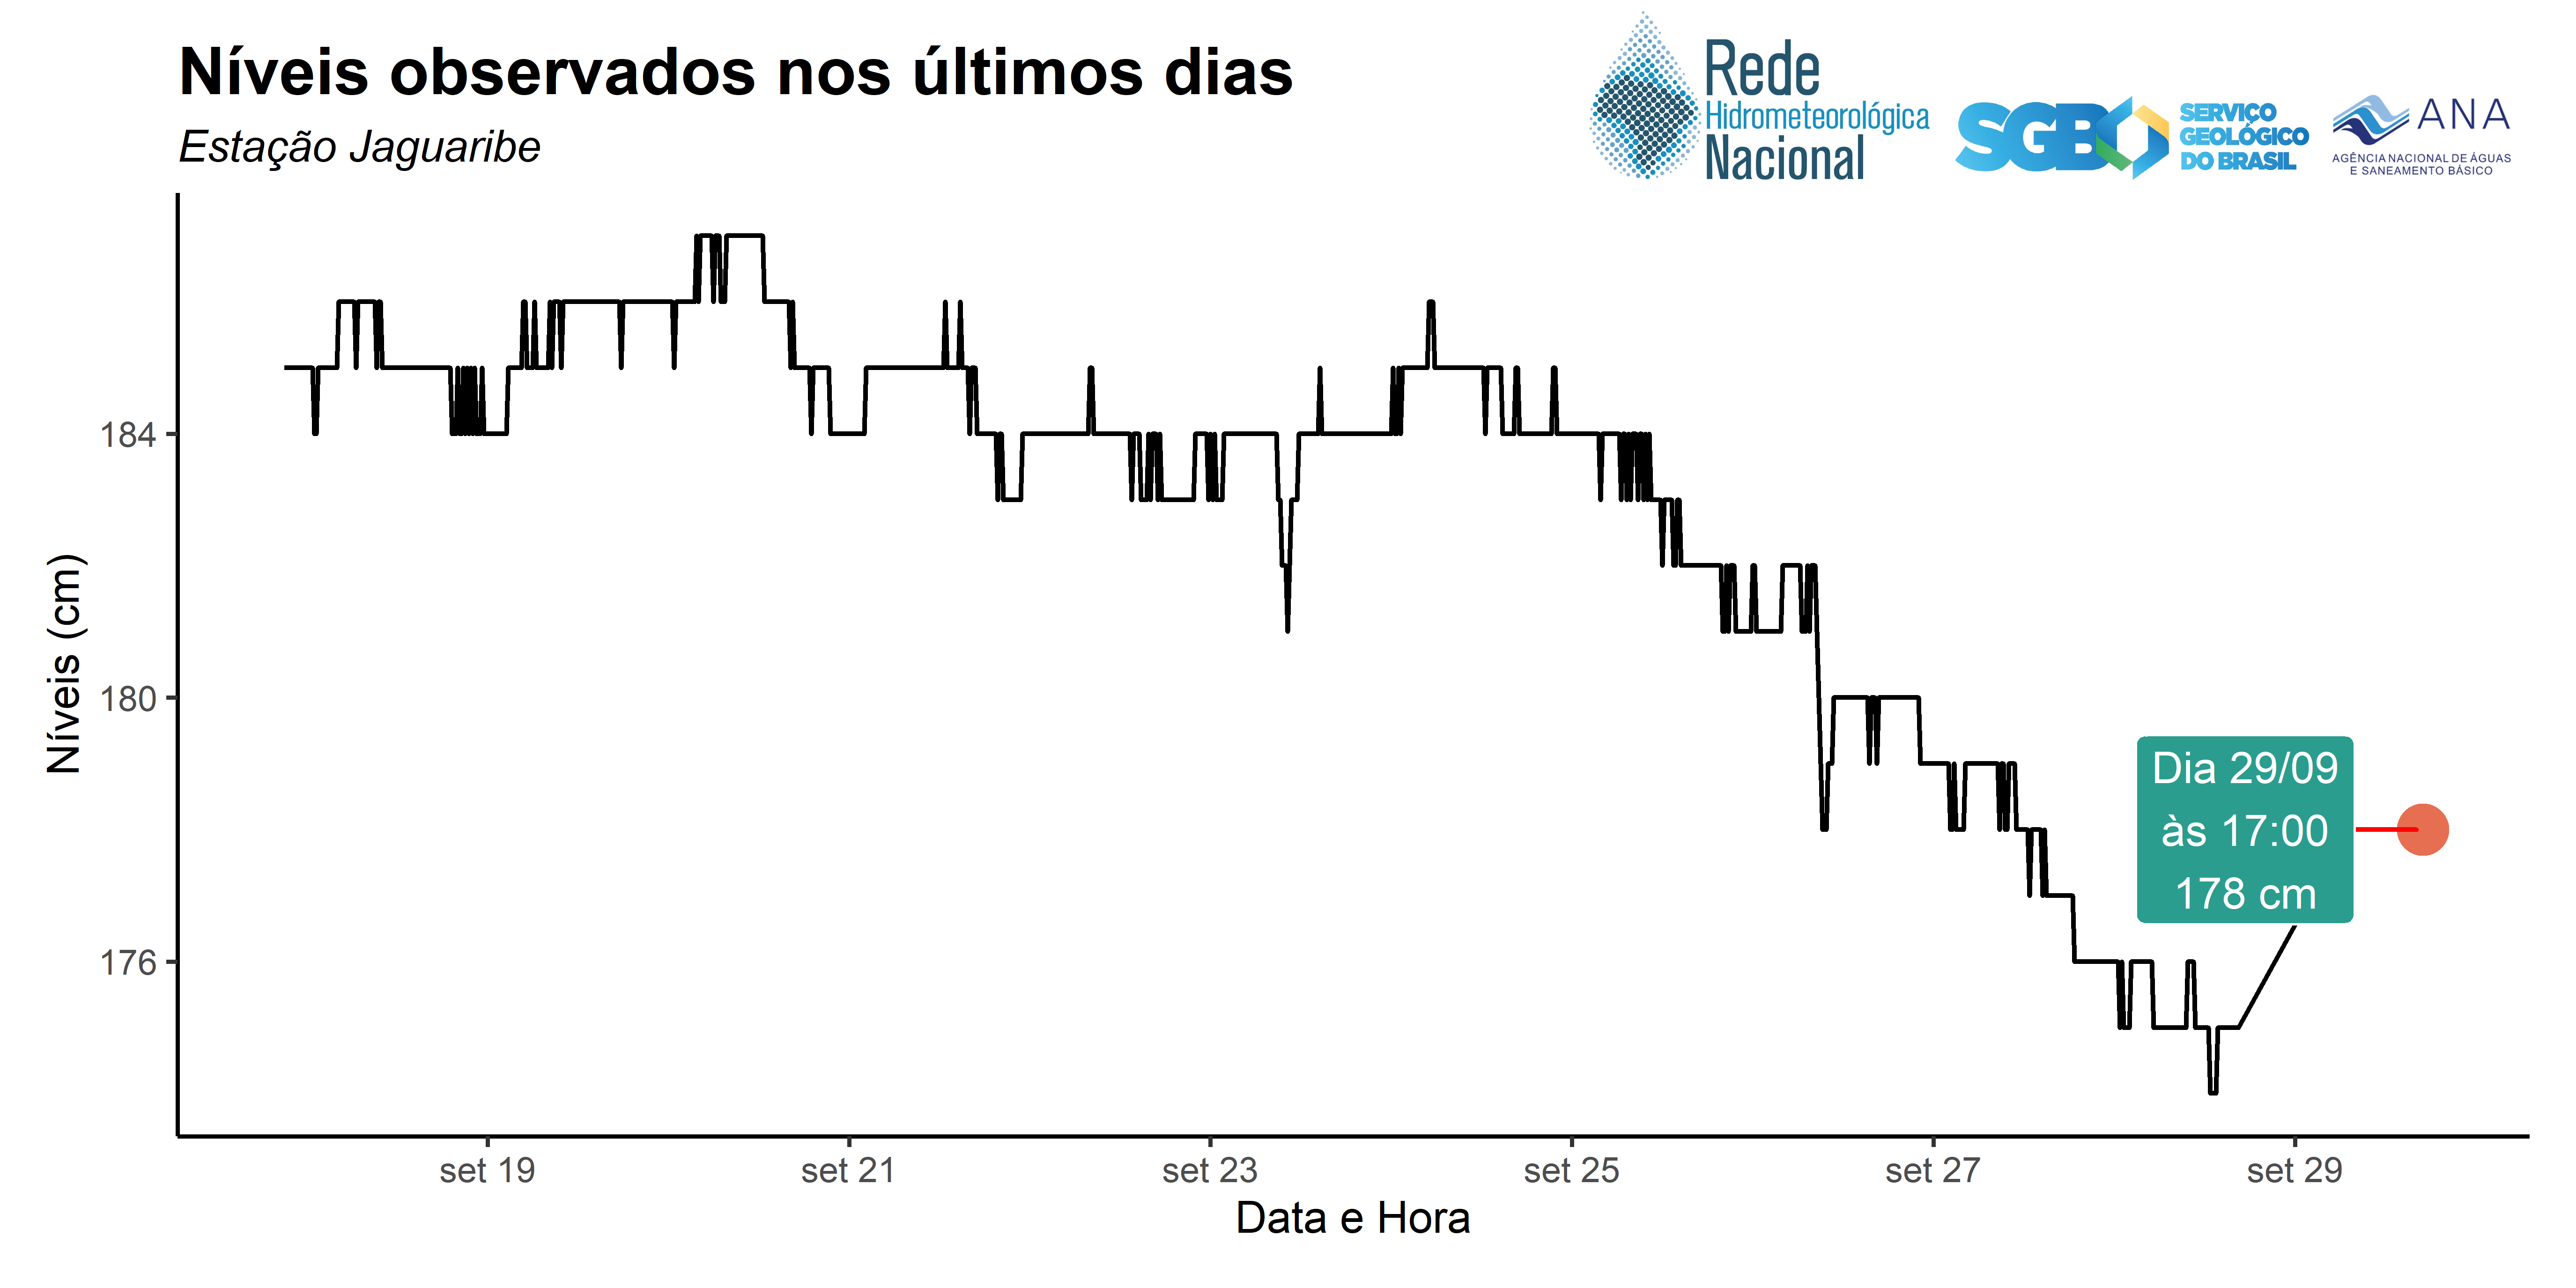 Níveis observados nos últimos dias
Estação Jaguaribe
Rede
Hidrometeorológica
Nacional
SGB
SERVIÇO
GEOLÓGICO
DO BRASIL
ANA
AGÊNCIA NACIONAL DE ÁGUAS
E SANEAMENTO BÁSICO
Níveis (cm)
184
180
176
Dia 29/09
às 17:00
178 cm
set 19
set 21
set 23
set 25
set 27
set 29
Data e Hora